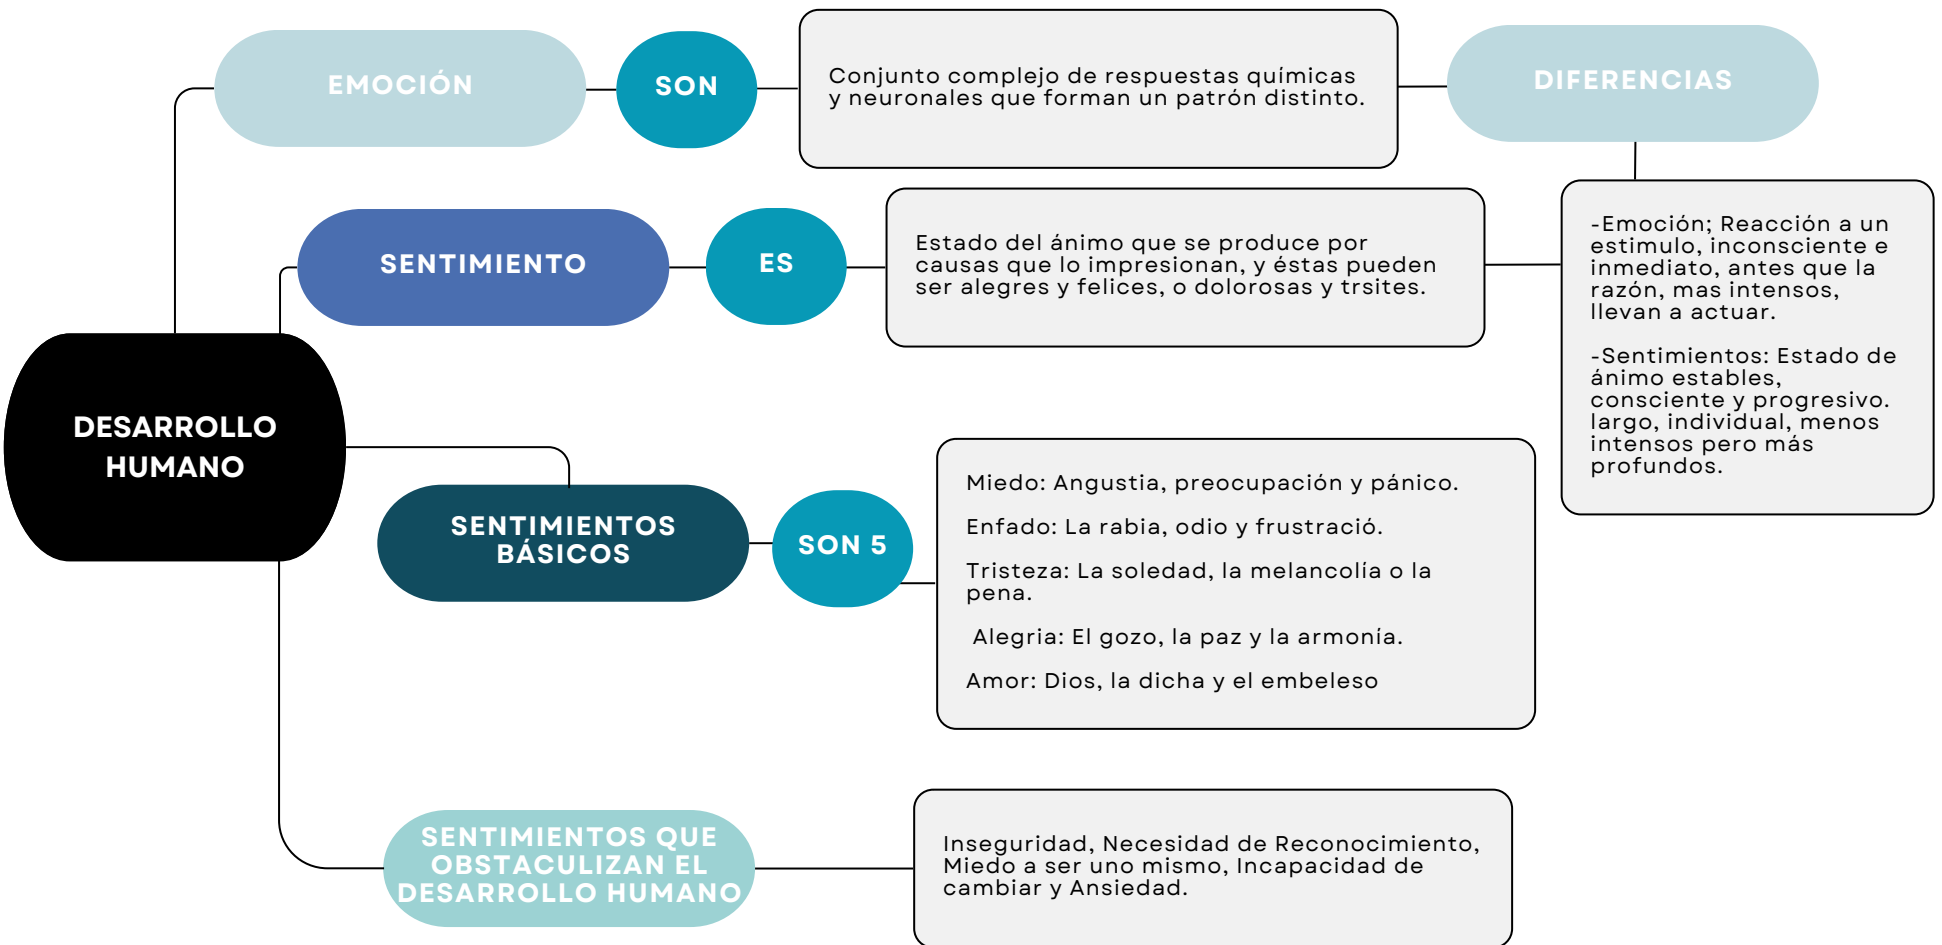 EMOCIÓN
SON
Conjunto complejo de respuestas químicas
y neuronales que forman un patrón distinto.
DIFERENCIAS
SENTIMIENTO
ES
Estado del ánimo que se produce por
causas que lo impresionan, y éstas pueden
ser alegres y felices, o dolorosas y trsites.
-Emoción; Reacción a un
estimulo, inconsciente e
inmediato, antes que la
razón, mas intensos,
llevan a actuar.
-Sentimientos: Estado de
ánimo estables,
consciente y progresivo.
largo, individual, menos
intensos pero más
profundos.
DESARROLLO
HUMANO
SENTIMIENTOS
BÁSICOS
SON 5
Miedo: Angustia, preocupación y pánico.
Enfado: La rabia, odio y frustració.
Tristeza: La soledad, la melancolía o la
pena.
Alegria: El gozo, la paz y la armonía.
Amor: Dios, la dicha y el embeleso
SENTIMIENTOS QUE
OBSTACULIZAN EL
DESARROLLO HUMANO
Inseguridad, Necesidad de Reconocimiento,
Miedo a ser uno mismo, Incapacidad de
cambiar y Ansiedad.